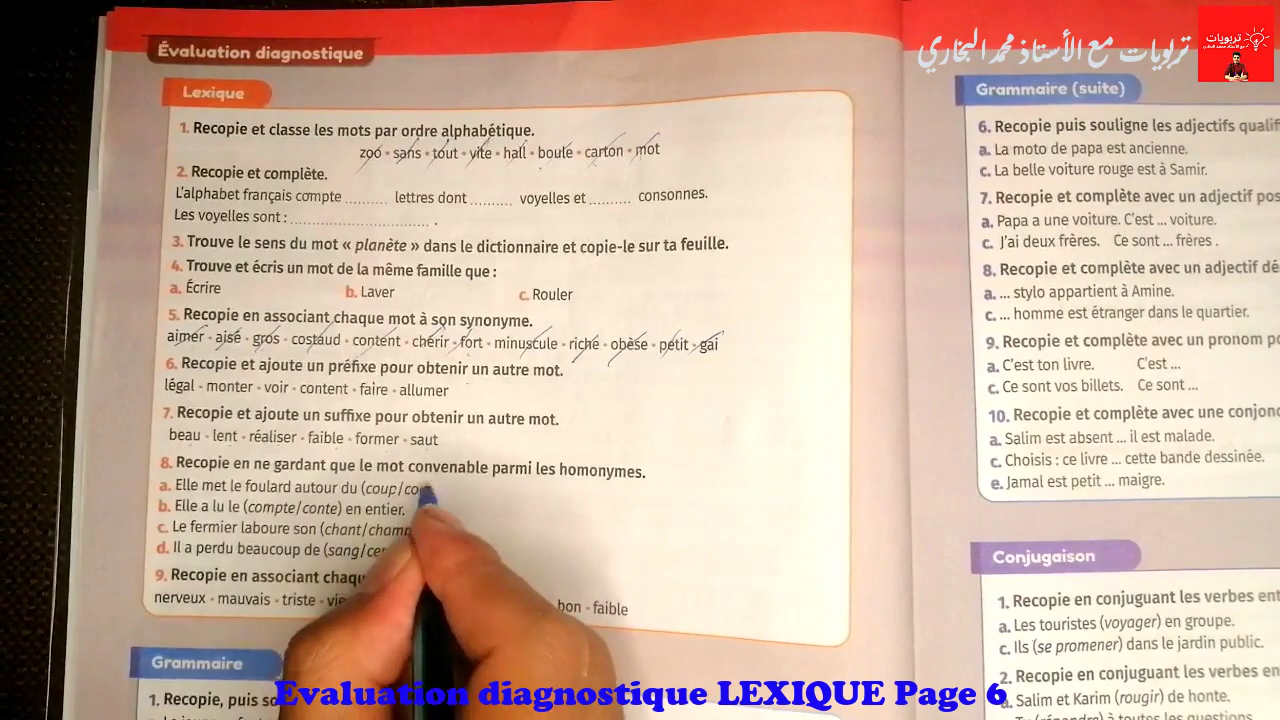 Évaluation diagnostique
Lexique
1. Recopie et classe les mots par ordre alphabétique.
zoo • sans • tout • vite • hall • boule • carton • mot
2. Recopie et complète.
L'alphabet français compte ......... lettres dont ......... voyelles et ......... consonnes.
Les voyelles sont : .............................. .
3. Trouve le sens du mot « planète » dans le dictionnaire et copie-le sur ta feuille.
4. Trouve et écris un mot de la même famille que :
a. Écrire b. Laver c. Rouler
5. Recopie en associant chaque mot à son synonyme.
aimer • aisé • gros • costaud • content • chérir • fort • minuscule • riche • obèse • petit • gai
6. Recopie et ajoute un préfixe pour obtenir un autre mot.
légal • monter • voir • content • faire • allumer
7. Recopie et ajoute un suffixe pour obtenir un autre mot.
beau • lent • réaliser • faible • former • saut
8. Recopie en ne gardant que le mot convenable parmi les homonymes.
a. Elle met le foulard autour du (coup/
b. Elle a lu le (compte/conte) en entier.
c. Le fermier laboure son (chant/
d. Il a perdu beaucoup de (sang/
9. Recopie en associant
nerveux • mauvais • triste • bon • faible
Grammaire
1. Recopie, puis
تربويات مع الأستاذ محمد البخاري
تربويات
Grammaire (suite)
6. Recopie puis souligne les adjectifs
a. La moto de papa est ancienne.
c. La belle voiture rouge est à Samir.
7. Recopie et complète avec un adjectif
a. Papa a une voiture. C'est ... voiture.
c. J'ai deux frères. Ce sont ... frères .
8. Recopie et complète avec un adjectif
a. ... stylo appartient à Amine.
c. ... homme est étranger dans le quartier.
9. Recopie et complète avec un pronom
a. C'est ton livre. C'est ...
c. Ce sont vos billets. Ce sont ...
10. Recopie et complète avec une
a. Salim est absent ... il est malade.
c. Choisis : ce livre ... cette bande dessinée.
e. Jamal est petit ... maigre.
Conjugaison
1. Recopie en conjuguant les verbes
a. Les touristes (voyager) en groupe.
c. Ils (se promener) dans le jardin public.
2. Recopie en conjuguant les verbes
a. Salim et Karim (rougir) de honte.
Evaluation diagnostique LEXIQUE Page 6